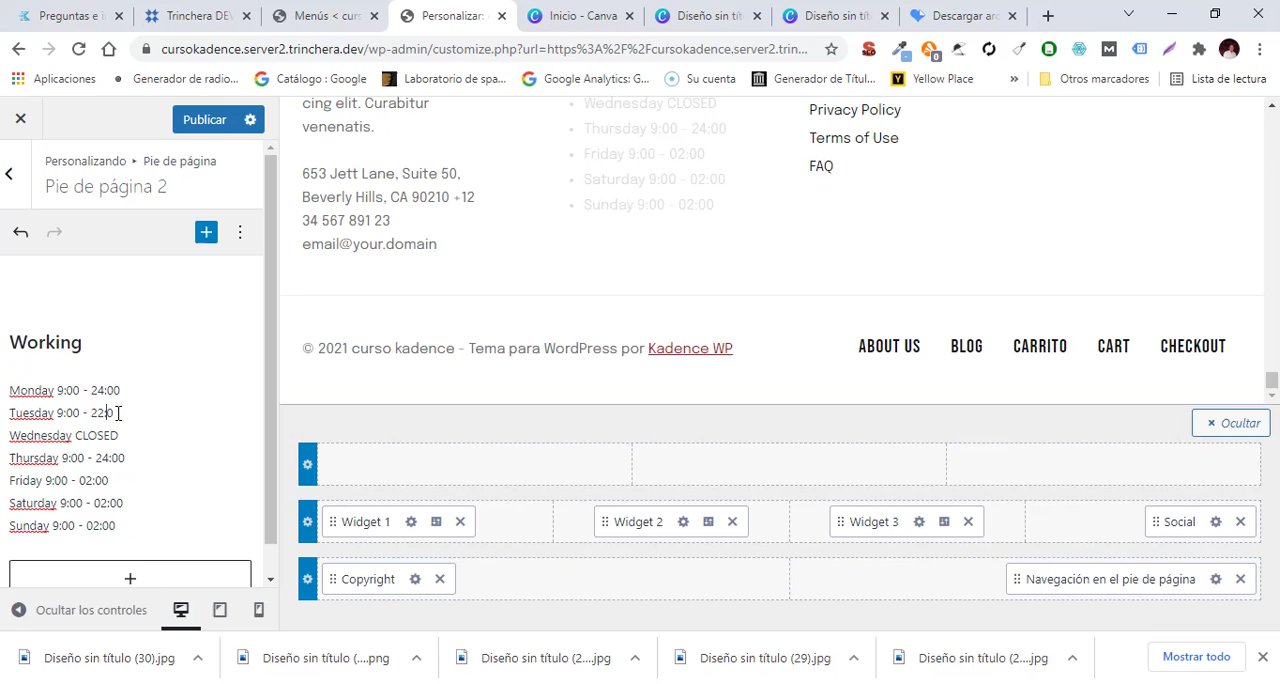 Preguntas i
Trinchera DE
Menús < curs
Personalizar:
Inicio - Canva
Diseño sin tít
Diseño sin tít
Descargar arc
cursokadence.server2.trinchera.dev/wp-admin/customize.php?url=https%3A%2F%2Fcursokadence.server2.trin...
Aplicaciones
Generador de radio...
Catálogo : Google
Laboratorio de spa...
Google Analytics: G...
Su cuenta
Generador de Títul...
Yellow Place
»
Otros marcadores
Lista de lectura
Publicar
Personalizando ▸ Pie de página
Pie de página 2
Working
Monday 9:00 - 24:00
Tuesday 9:00 - 22:0
Wednesday CLOSED
Thursday 9:00 - 24:00
Friday 9:00 - 02:00
Saturday 9:00 - 02:00
Sunday 9:00 - 02:00
+
Ocultar los controles
cing elit. Curabitur
venenatis.
653 Jett Lane, Suite 50,
Beverly Hills, CA 90210 +12
34 567 891 23
email@your.domain
Wednesday CLOSED
Thursday 9:00 - 24:00
Friday 9:00 - 02:00
Saturday 9:00 - 02:00
Sunday 9:00 - 02:00
Privacy Policy
Terms of Use
FAQ
© 2021 curso kadence - Tema para WordPress por Kadence WP
ABOUT US
BLOG
CARRITO
CART
CHECKOUT
Ocultar
Widget 1
Widget 2
Widget 3
Social
Copyright
Navegación en el pie de página
Diseño sin título (30).jpg
Diseño sin título (....png
Diseño sin título (2....jpg
Diseño sin título (29).jpg
Diseño sin título (2....jpg
Mostrar todo